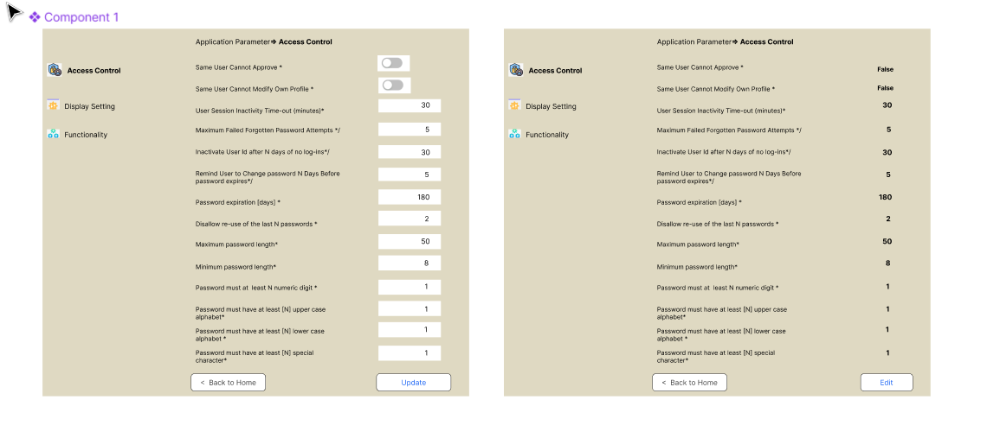 Component 1
Application Parameter⇒ Access Control
Access Control
Display Setting
Functionality
Same User Cannot Approve *
Same User Cannot Modify Own Profile *
User Session Inactivity Time-out (minutes)*
30
Maximum Failed Forgotten Password Attempts */
5
Inactivate User Id after N days of no log-ins*/
30
Remind User to Change password N Days Before
password expires*/
5
Password expiration [days] *
180
Disallow re-use of the last N passwords *
2
Maximum password length*
50
Minimum password length*
8
Password must at  least N numeric digit *
1
Password must have at least [N] upper case
alphabet*
1
Password must have at least [N] lower case
alphabet *
1
Password must have at least [N] special
character*
1
< Back to Home
Update
Application Parameter⇒ Access Control
Access Control
Display Setting
Functionality
Same User Cannot Approve *
False
Same User Cannot Modify Own Profile *
False
User Session Inactivity Time-out (minutes)*
30
Maximum Failed Forgotten Password Attempts */
5
Inactivate User Id after N days of no log-ins*/
30
Remind User to Change password N Days Before
password expires*/
5
Password expiration [days] *
180
Disallow re-use of the last N passwords *
2
Maximum password length*
50
Minimum password length*
8
Password must at  least N numeric digit *
1
Password must have at least [N] upper case
alphabet*
1
Password must have at least [N] lower case
alphabet *
1
Password must have at least [N] special
character*
1
< Back to Home
Edit